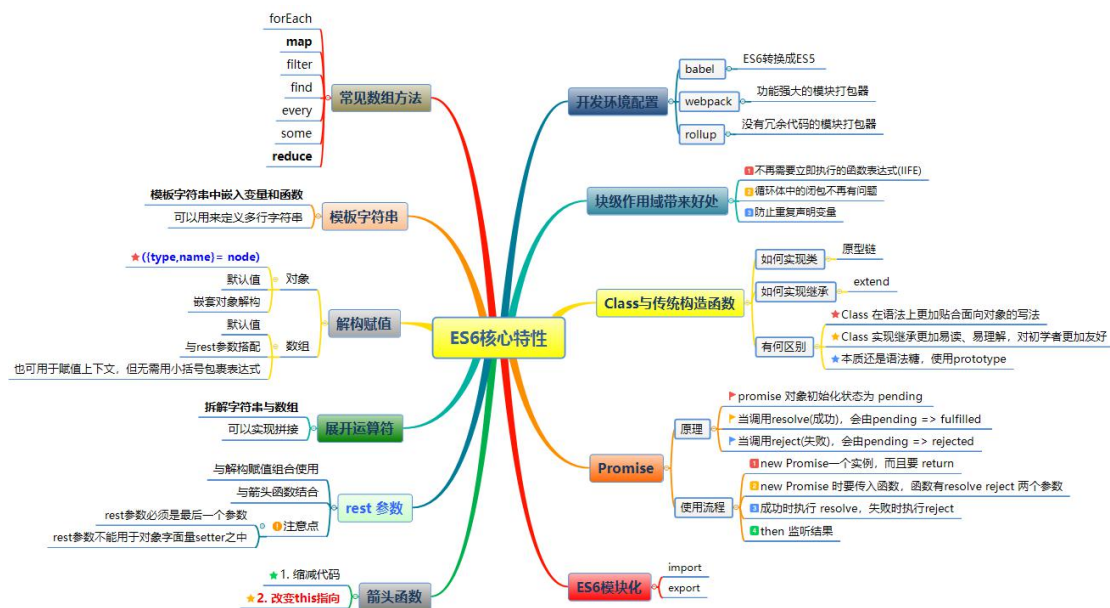 ES6核心特性
常见数组方法
forEach
map
filter
find
every
some
reduce
模板字符串
模板字符串中嵌入变量和函数
可以用来定义多行字符串
解构赋值
对象
({type,name}= node)
默认值
嵌套对象解构
数组
默认值
与rest参数搭配
也可用于赋值上下文，但无需用小括号包裹表达式
展开运算符
拆解字符串与数组
可以实现拼接
rest 参数
与解构赋值组合使用
与箭头函数结合
注意点
rest参数必须是最后一个参数
rest参数不能用于对象字面量setter之中
箭头函数
1. 缩减代码
2. 改变this指向
开发环境配置
babel
ES6转换成ES5
webpack
功能强大的模块打包器
rollup
没有冗余代码的模块打包器
块级作用域带来好处
1 不再需要立即执行的函数表达式(IIFE)
2 循环体中的闭包不再有问题
3 防止重复声明变量
Class与传统构造函数
如何实现类
原型链
如何实现继承
extend
有何区别
Class 在语法上更加贴合面向对象的写法
Class 实现继承更加易读、易理解，对初学者更加友好
本质还是语法糖，使用prototype
Promise
原理
promise 对象初始化状态为 pending
当调用resolve(成功)，会由pending => fulfilled
当调用reject(失败)，会由pending => rejected
使用流程
1 new Promise一个实例，而且要 return
2 new Promise 时要传入函数，函数有resolve reject 两个参数
3 成功时执行 resolve，失败时执行reject
4 then 监听结果
ES6模块化
import
export